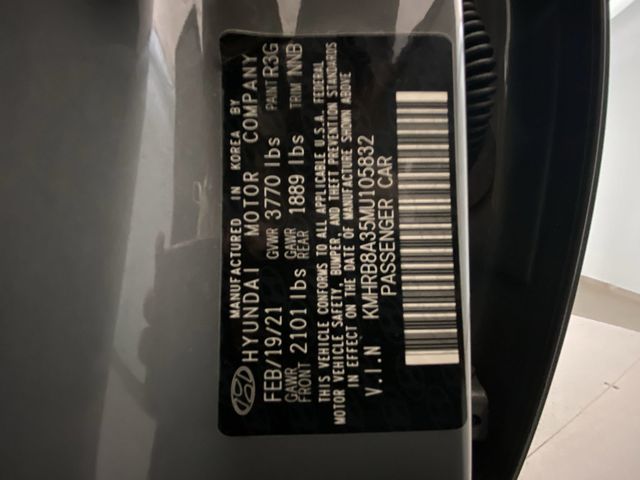 MANUFACTURED IN KOREA BY
HYUNDAI MOTOR COMPANY
FEB/19/21 GVWR 3770 lbs PAINT R3G
GAWR FRONT 2101 lbs GAWR REAR 1889 lbs TRIM NNB
THIS VEHICLE CONFORMS TO ALL APPLICABLE U.S.A. FEDERAL
MOTOR VEHICLE SAFETY, BUMPER, AND THEFT PREVENTION STANDARDS
IN EFFECT ON THE DATE OF MANUFACTURE SHOWN ABOVE
V.I.N KMHRB8A35MU105832
PASSENGER CAR